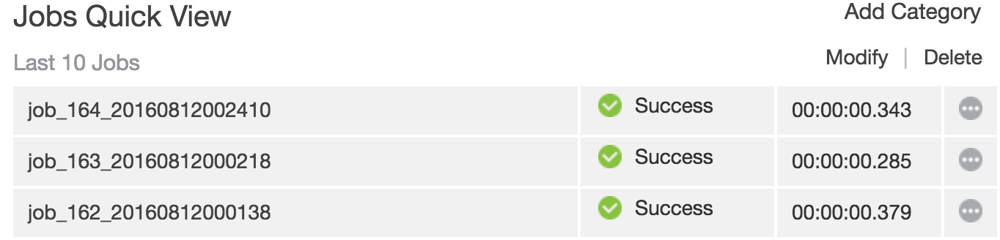 Jobs Quick View Add Category
Last 10 Jobs Modify | Delete
job_164_20160812002410 Success 00:00:00.343
job_163_20160812000218 Success 00:00:00.285
job_162_20160812000138 Success 00:00:00.379